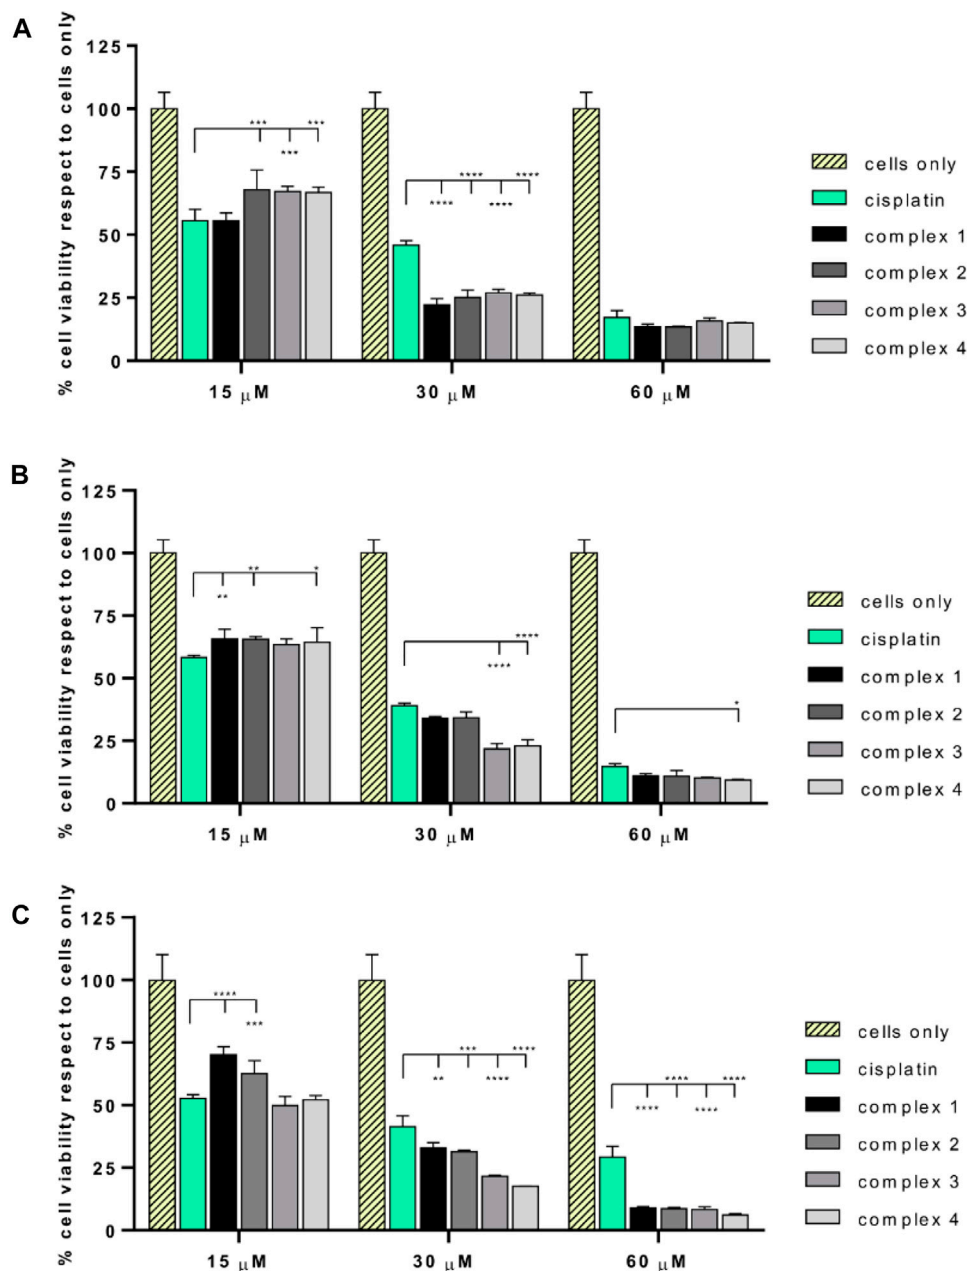 A
% cell viability respect to cells only
125
100
75
50
25
0
*** ***
***
**** ****
**** ****
15 μM 30 μM 60 μM
cells only
cisplatin
complex 1
complex 2
complex 3
complex 4
B
% cell viability respect to cells only
125
100
75
50
25
0
** *
**
****
****
*
15 μM 30 μM 60 μM
cells only
cisplatin
complex 1
complex 2
complex 3
complex 4
C
% cell viability respect to cells only
125
100
75
50
25
0
****
***
*** ****
** ****
**** ****
**** ****
15 μM 30 μM 60 μM
cells only
cisplatin
complex 1
complex 2
complex 3
complex 4